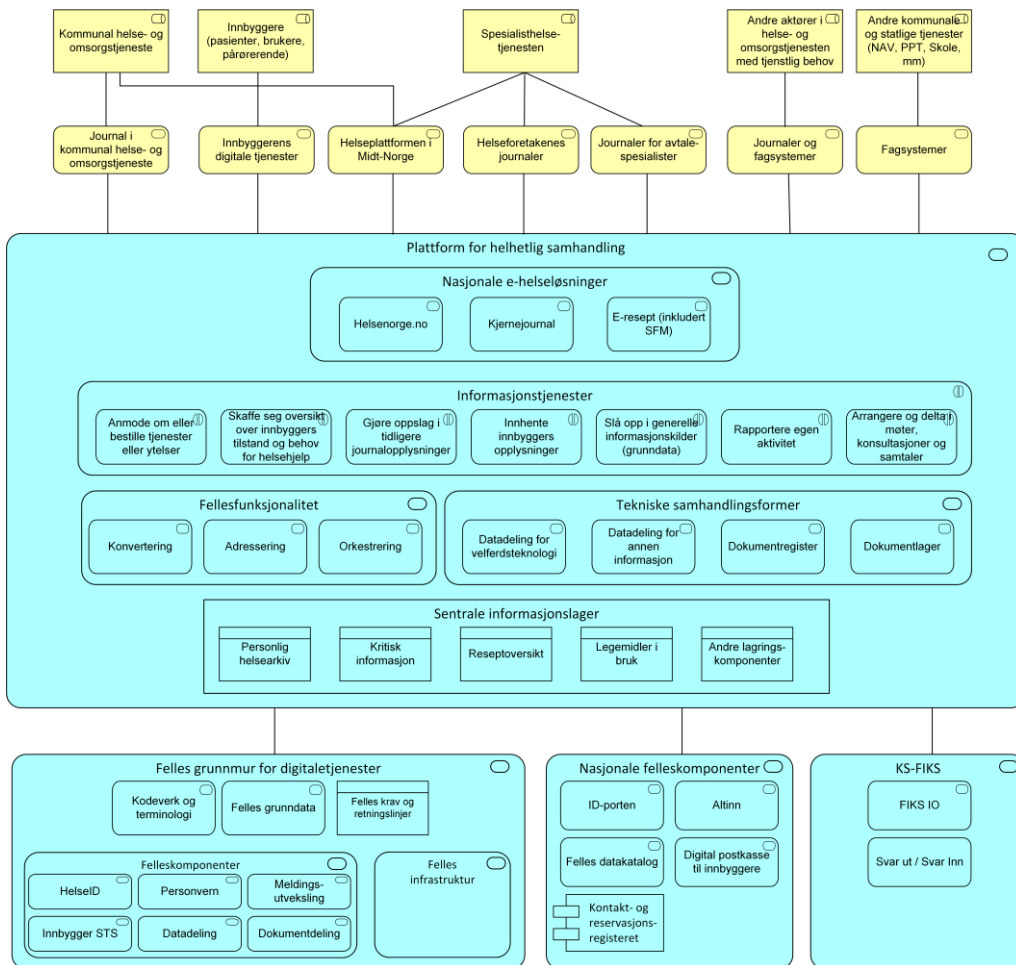 Kommunal helse- og
omsorgstjeneste
Innbyggere
(pasienter, brukere,
pårørerende)
Spesialisthelse-
tjenesten
Andre aktører i
helse- og
omsorgstjenesten
med tjenstlig behov
Andre kommunale
og statlige tjenester
(NAV, PPT, Skole,
mm)
Journal i
kommunal helse- og
omsorgstjeneste
Innbyggerens
digitale tjenester
Helseplattformen i
Midt-Norge
Helseforetakenes
journaler
Journaler for avtale-
spesialister
Journaler og
fagsystemer
Fagsystemer
Plattform for helhetlig samhandling
Nasjonale e-helseløsninger
Helsenorge.no
Kjernejournal
E-resept (inkludert
SFM)
Informasjonstjenester
Anmode om eller
bestille tjenester
eller ytelser
Skaffe seg oversikt
over innbyggers
tilstand og behov
for helsehjelp
Gjøre oppslag i
tidligere
journalopplysninger
Innhente
innbyggers
opplysninger
Slå opp i generelle
informasjonskilder
(grunndata)
Rapportere egen
aktivitet
Arrangere og delta i
møter,
konsultasjoner og
samtaler
Fellesfunksjonalitet
Konvertering
Adressering
Orkestrering
Tekniske samhandlingsformer
Datadeling for
velferdsteknologi
Datadeling for
annen
informasjon
Dokumentregister
Dokumentlager
Sentrale informasjonslager
Personlig
helsearkiv
Kritisk
informasjon
Reseptoversikt
Legemidler i
bruk
Andre lagrings-
komponenter
Felles grunnmur for digitaletjenester
Kodeverk og
terminologi
Felles grunndata
Felles krav og
retningslinjer
Felleskomponenter
HelseID
Personvern
Meldings-
utveksling
Innbygger STS
Datadeling
Dokumentdeling
Felles
infrastruktur
Nasjonale felleskomponenter
ID-porten
Altinn
Felles datakatalog
Digital postkasse
til innbyggere
Kontakt- og
reservasjons-
registeret
KS-FIKS
FIKS IO
Svar ut / Svar Inn